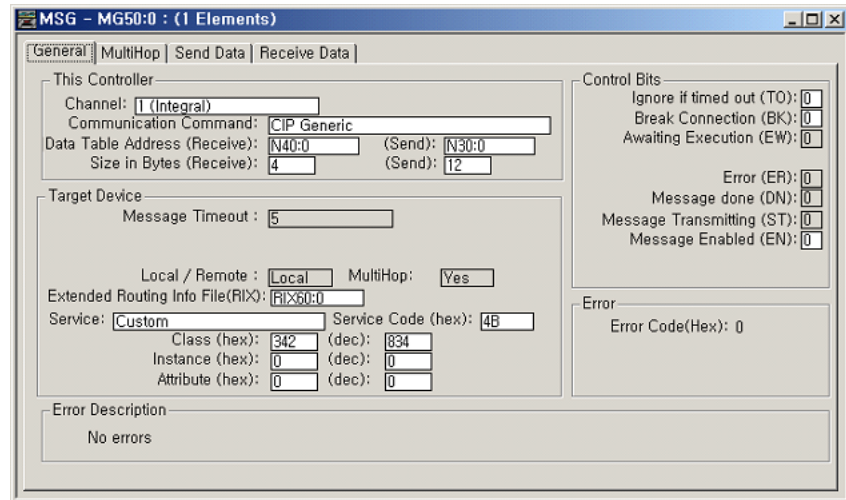 MSG - MG50:0 : (1 Elements)
General MultiHop Send Data Receive Data
This Controller
Channel: 1 (Integral)
Communication Command: CIP Generic
Data Table Address (Receive): N40:0 (Send): N30:0
Size in Bytes (Receive): 4 (Send): 12
Target Device
Message Timeout : 5
Local / Remote : Local MultiHop: Yes
Extended Routing Info File(RIX): RIX60:0
Service: Custom Service Code (hex): 4B
Class (hex): 342 (dec): 834
Instance (hex): 0 (dec): 0
Attribute (hex): 0 (dec): 0
Control Bits
Ignore if timed out (TO): 0
Break Connection (BK): 0
Awaiting Execution (EW): 0
Error (ER): 0
Message done (DN): 0
Message Transmitting (ST): 0
Message Enabled (EN): 0
Error
Error Code(Hex): 0
Error Description
No errors